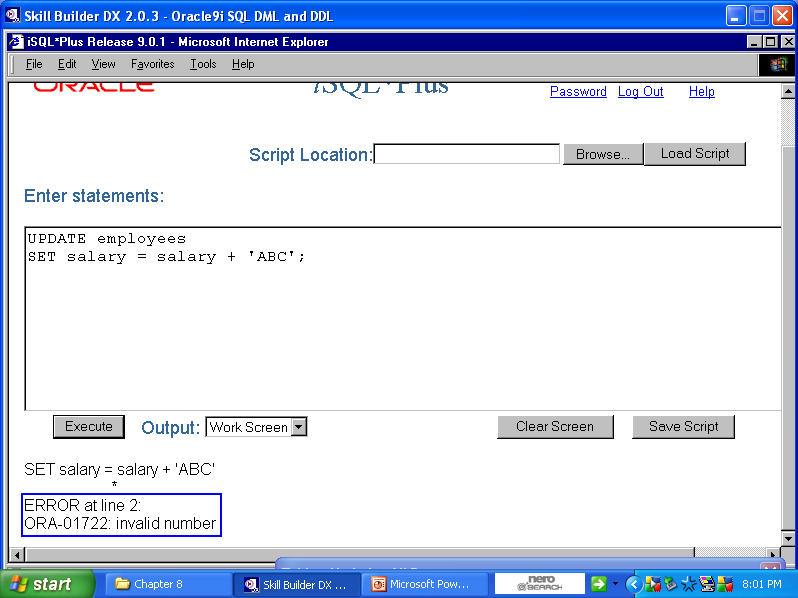 Skill Builder DX 2.0.3 - Oracle9i SQL DML and DDL
iSQL*Plus Release 9.0.1 - Microsoft Internet Explorer
File Edit View Favorites Tools Help
ORACLE iSQL*Plus
Password Log Out Help
Script Location: Browse... Load Script
Enter statements:
UPDATE employees
SET salary = salary + 'ABC';
Execute Output: Work Screen Clear Screen Save Script
SET salary = salary + 'ABC'
*
ERROR at line 2:
ORA-01722: invalid number
start Chapter 8 Skill Builder DX ... Microsoft Pow... nero SEARCH 8:01 PM